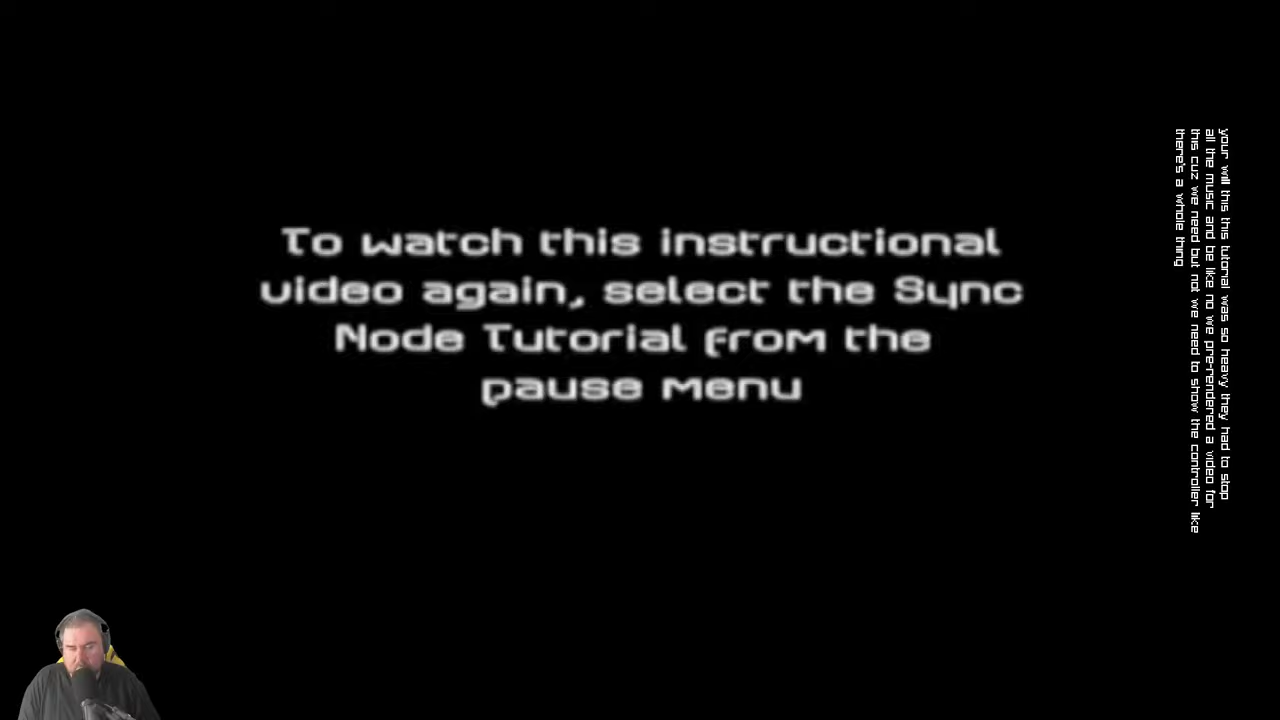 To watch this instructional
video again, select the Sync
Node Tutorial from the
pause menu
your will this this tutorial was so heavy they had to stop
all the music and be like no we pre-rendered a video for
this cuz we need but not we need to show the controller like
there's a whole thing